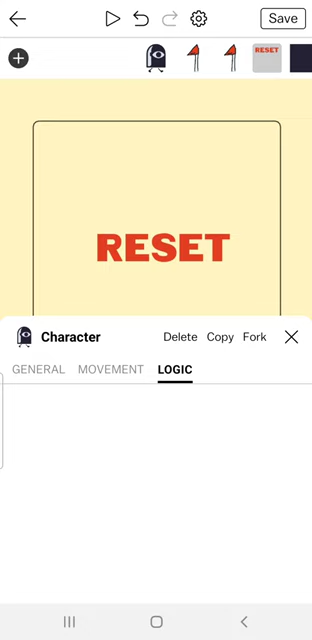 Save
RESET
RESET
Character Delete Copy Fork
GENERAL MOVEMENT LOGIC